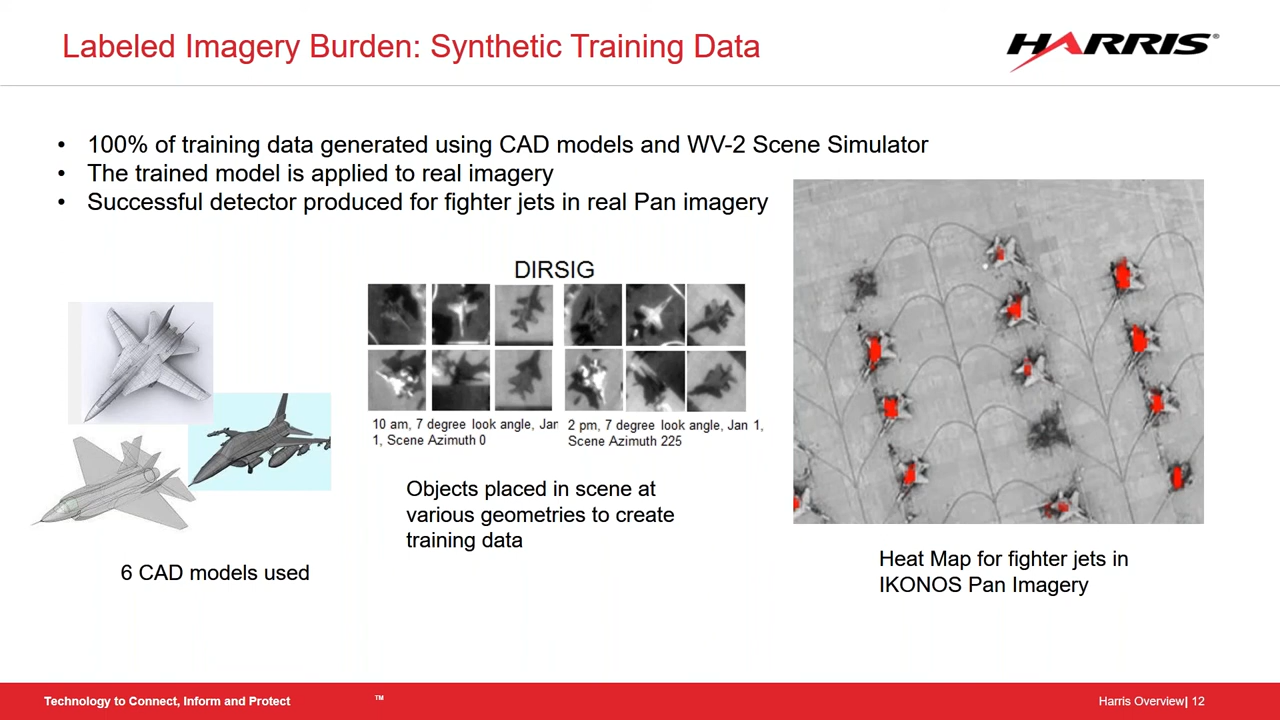 Labeled Imagery Burden: Synthetic Training Data
HARRIS®
• 100% of training data generated using CAD models and WV-2 Scene Simulator
• The trained model is applied to real imagery
• Successful detector produced for fighter jets in real Pan imagery
DIRSIG
10 am, 7 degree look angle, Jan
1, Scene Azimuth 0
2 pm, 7 degree look angle, Jan 1,
Scene Azimuth 225
Objects placed in scene at
various geometries to create
training data
6 CAD models used
Heat Map for fighter jets in
IKONOS Pan Imagery
Technology to Connect, Inform and Protect ™
Harris Overview| 12